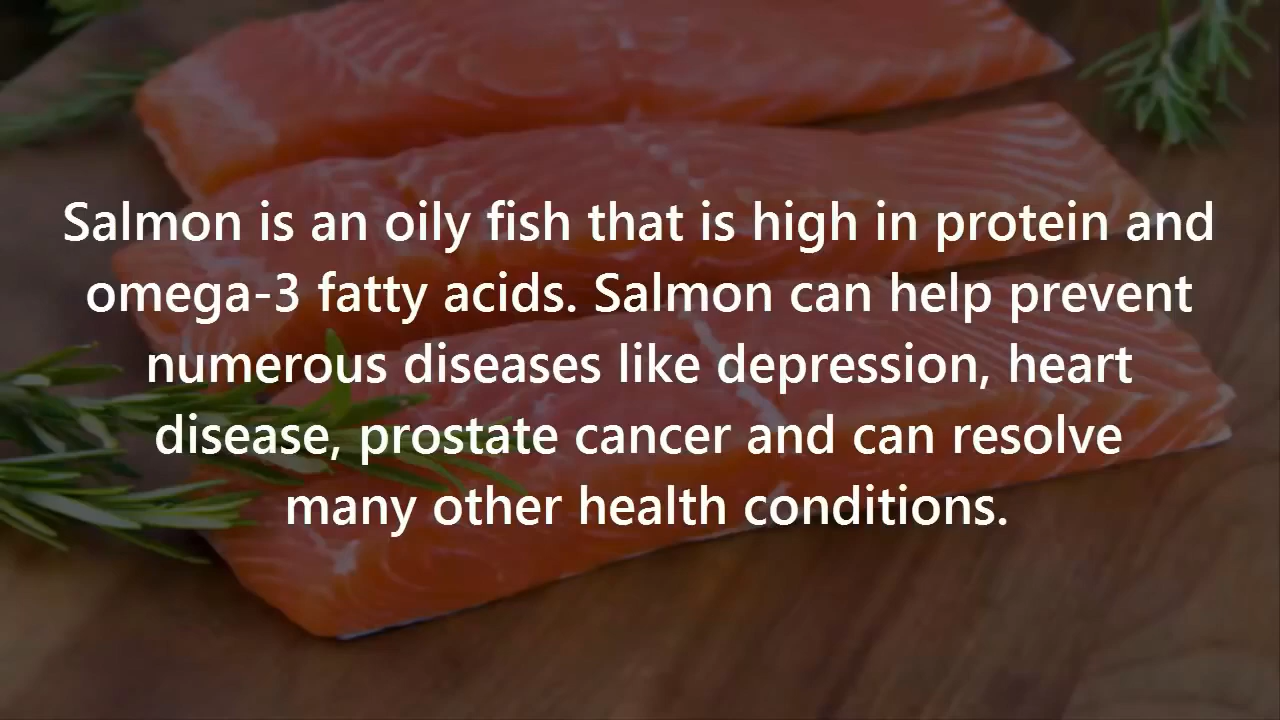 Salmon is an oily fish that is high in protein and
omega-3 fatty acids. Salmon can help prevent
numerous diseases like depression, heart
disease, prostate cancer and can resolve
many other health conditions.